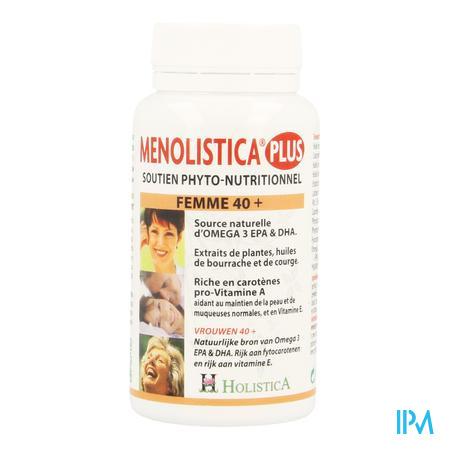 MENOLISTICA® PLUS
SOUTIEN PHYTO-NUTRITIONNEL
FEMME 40 +
Source naturelle
d'OMEGA 3 EPA & DHA.
Extraits de plantes, huiles
de bourrache et de courge.
Riche en carotènes
pro-Vitamine A
aidant au maintien de la peau et de
muqueuses normales, et en Vitamine E.
VROUWEN 40 +
Natuurlijke bron van Omega 3
EPA & DHA. Rijk aan fytocarotenen
en rijk aan vitamine E.
H HOLISTICA
IPM